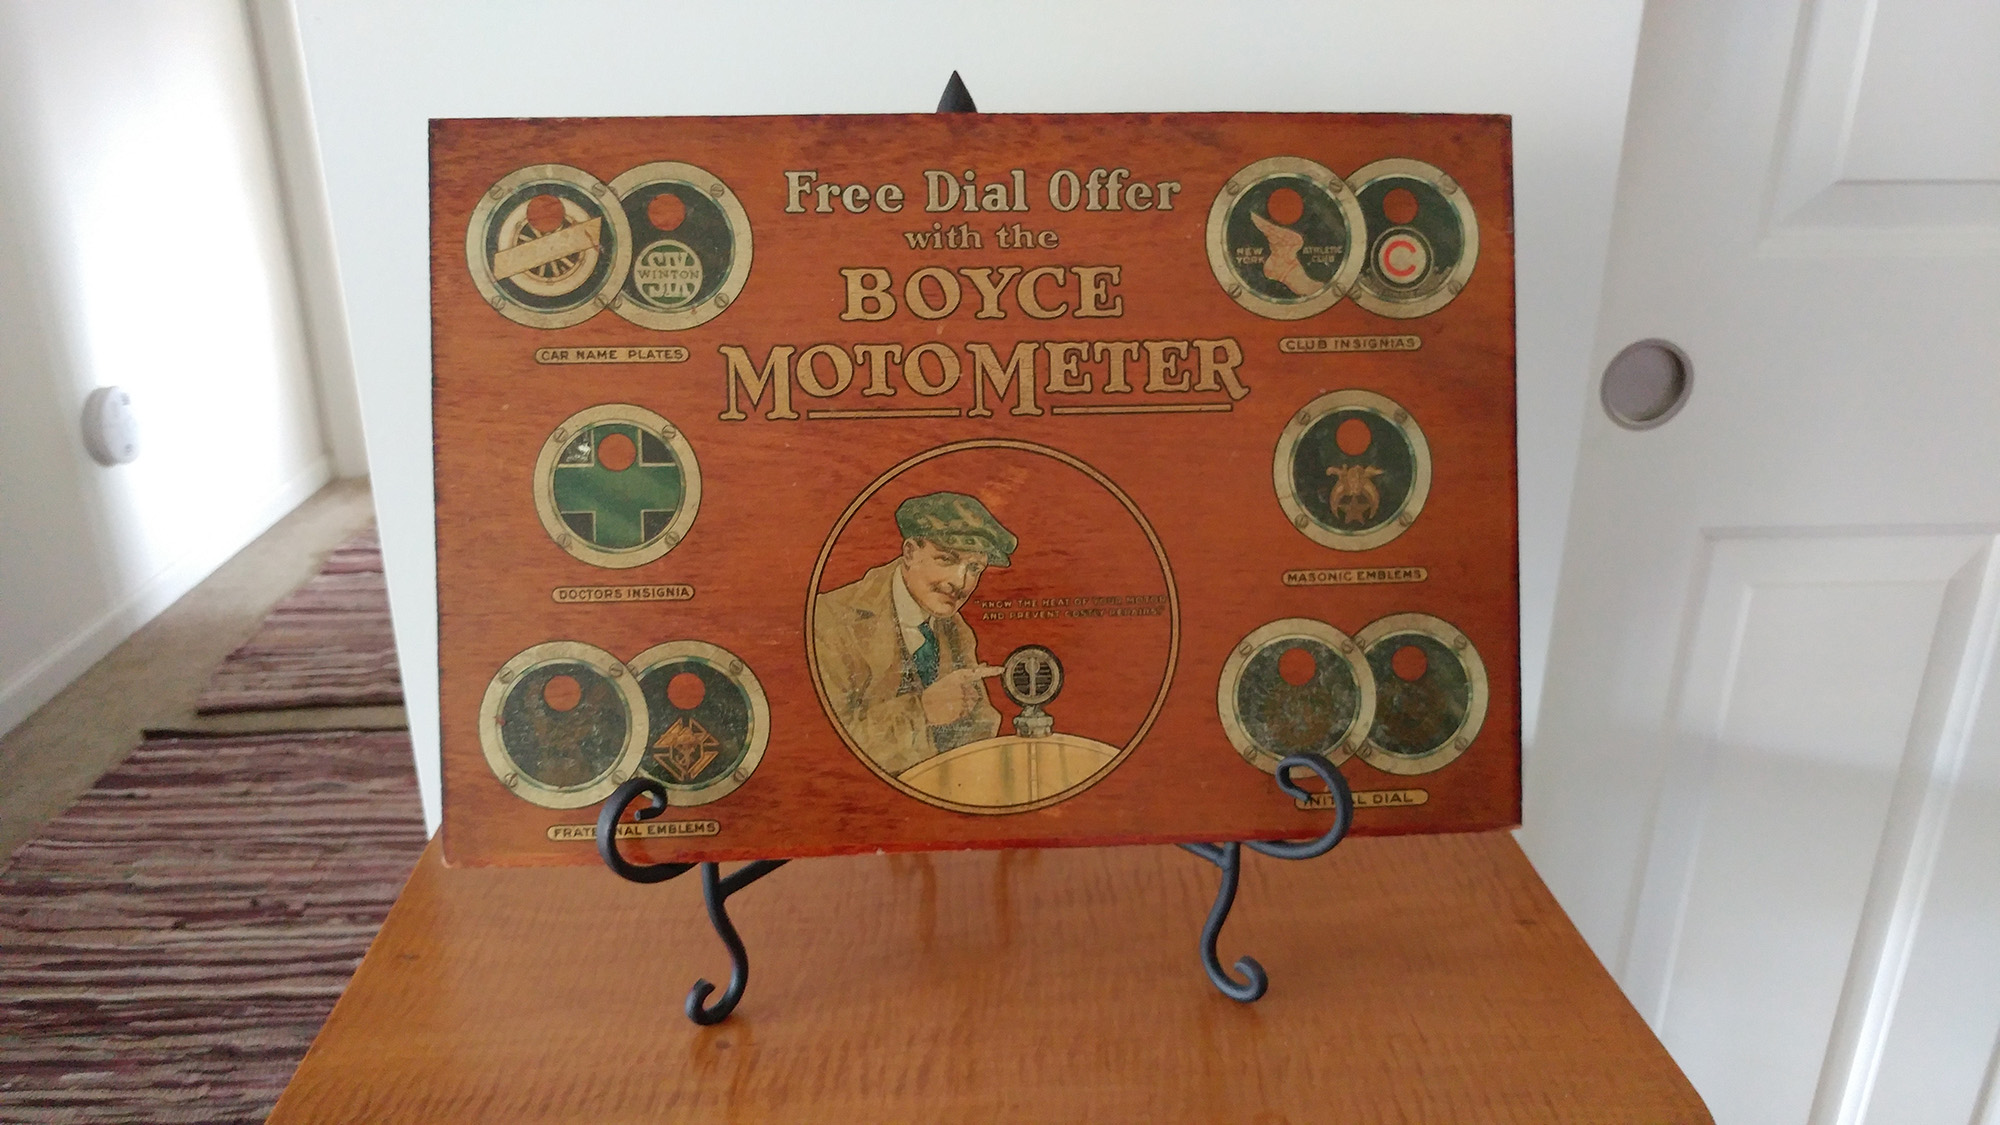 Free Dial Offer
with the
BOYCE
MOTOMETER
SIX
WINTON
CAR NAME PLATES
NEW YORK
ATHLETIC CLUB
C
CLUB INSIGNIAS
DOCTORS INSIGNIA
MASONIC EMBLEMS
"KNOW THE HEAT OF YOUR MOTOR
AND PREVENT COSTLY REPAIRS"
FRATERNAL EMBLEMS
INITIAL DIAL